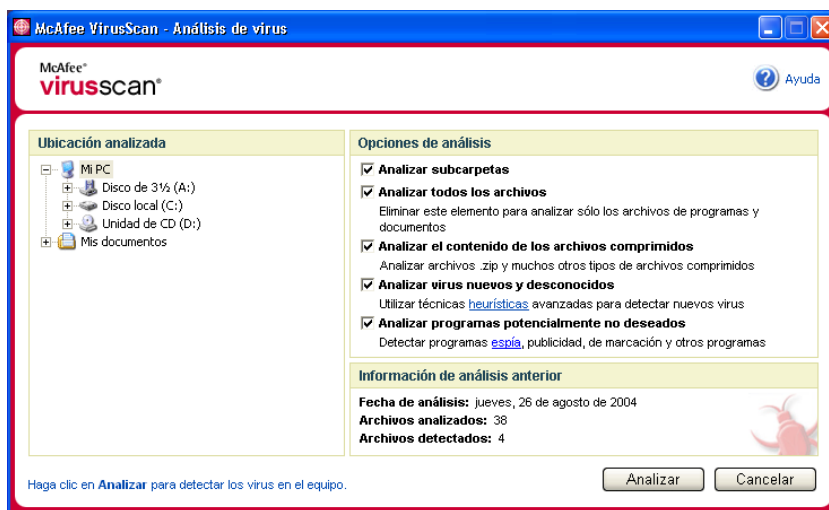 McAfee VirusScan - Análisis de virus
McAfee®
virusscan®
Ayuda
Ubicación analizada
Mi PC
Disco de 3½ (A:)
Disco local (C:)
Unidad de CD (D:)
Mis documentos
Opciones de análisis
Analizar subcarpetas
Analizar todos los archivos
Eliminar este elemento para analizar sólo los archivos de programas y
documentos
Analizar el contenido de los archivos comprimidos
Analizar archivos .zip y muchos otros tipos de archivos comprimidos
Analizar virus nuevos y desconocidos
Utilizar técnicas heurísticas avanzadas para detectar nuevos virus
Analizar programas potencialmente no deseados
Detectar programas espía, publicidad, de marcación y otros programas
Información de análisis anterior
Fecha de análisis: jueves, 26 de agosto de 2004
Archivos analizados: 38
Archivos detectados: 4
Haga clic en Analizar para detectar los virus en el equipo.
Analizar
Cancelar